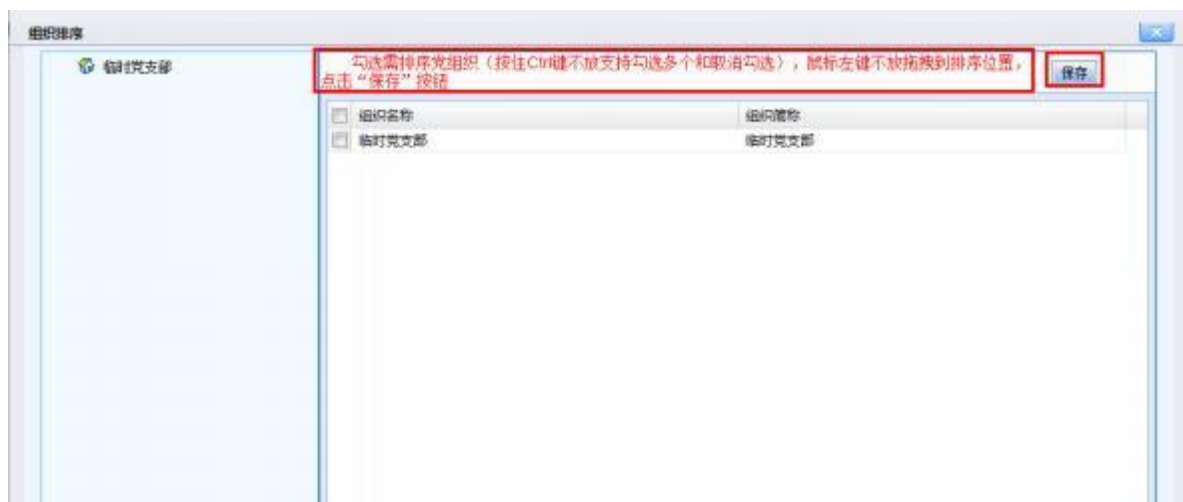 组织排序
临时党支部
勾选需排序党组织（按住Ctrl键不放支持勾选多个和取消勾选），鼠标左键不放拖拽到排序位置，
点击“保存”按钮
保存
组织名称 组织简称
临时党支部 临时党支部